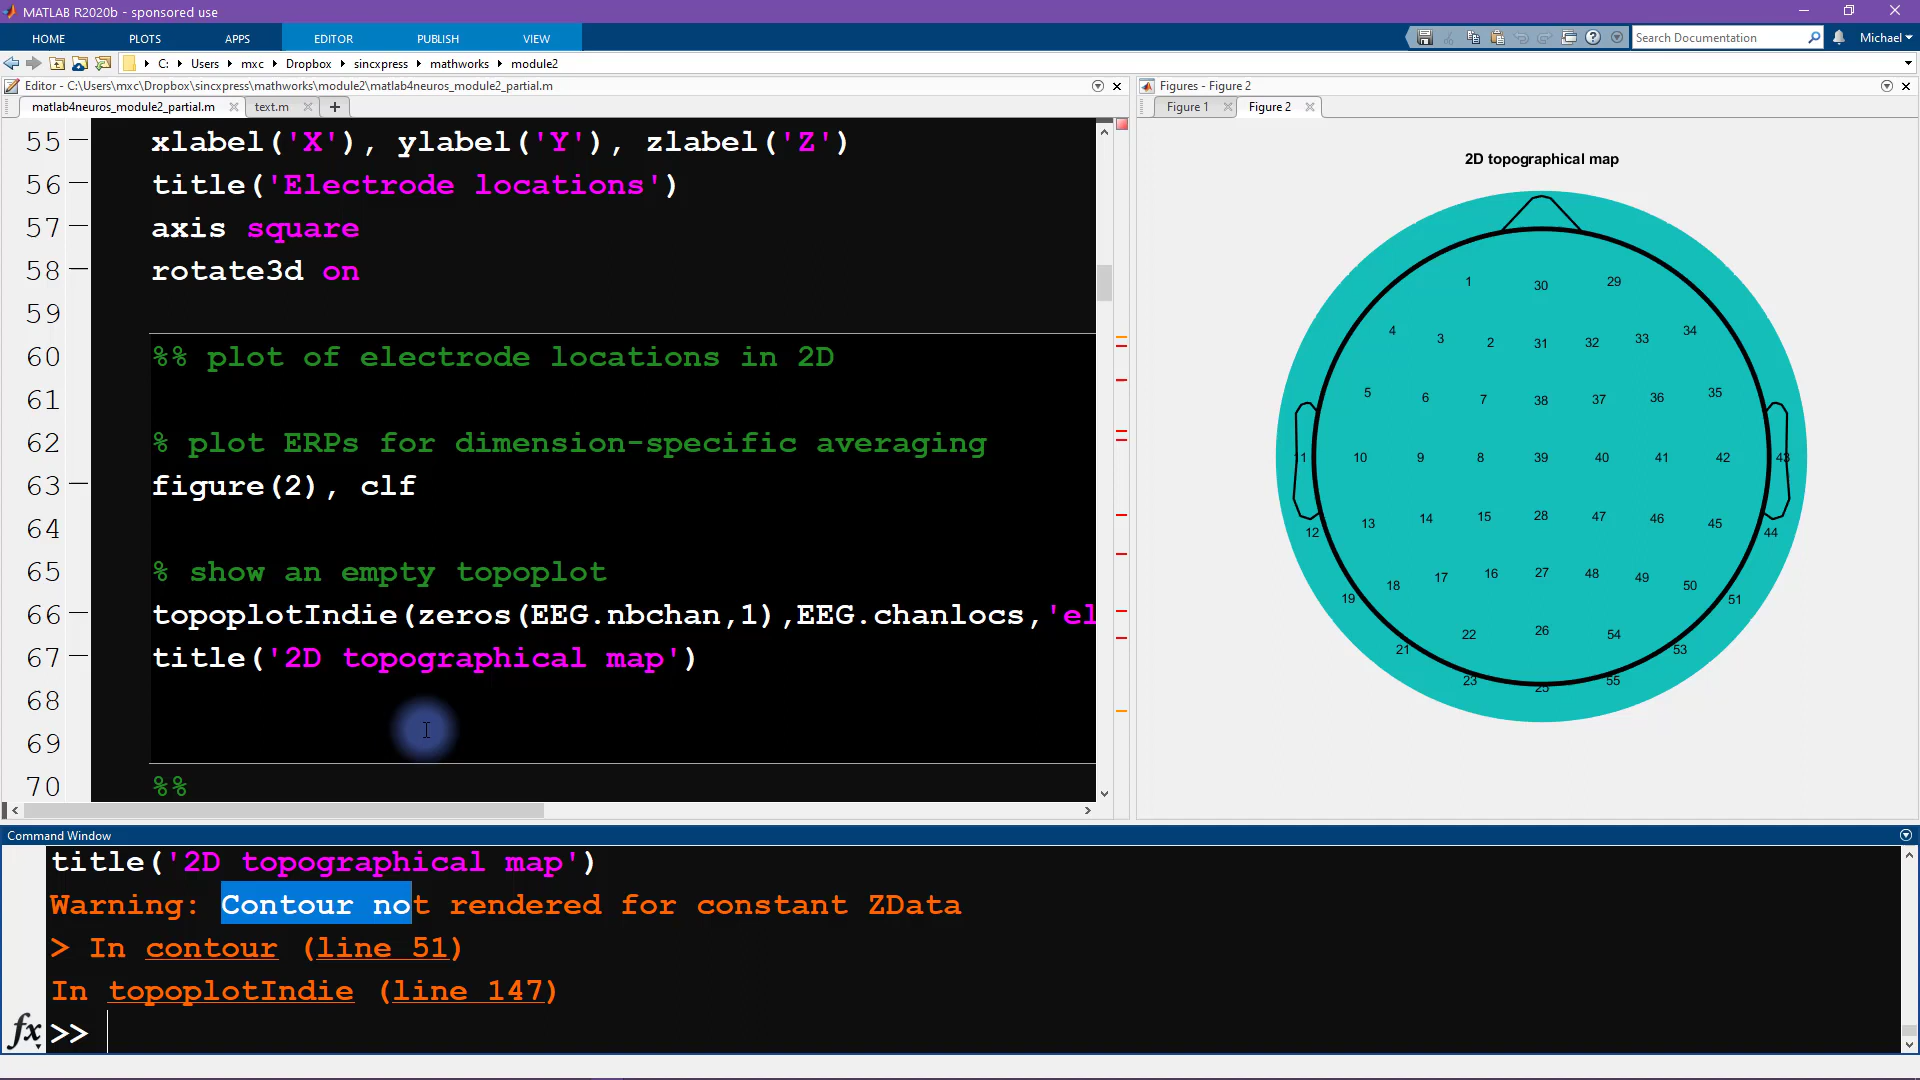 MATLAB R2020b - sponsored use
HOME PLOTS APPS EDITOR PUBLISH VIEW Search Documentation Michael
C: Users mxc Dropbox sincxpress mathworks module2
Editor - C:\Users\mxc\Dropbox\sincxpress\mathworks\module2\matlab4neuros_module2_partial.m
matlab4neuros_module2_partial.m text.m +
55 xlabel('X'), ylabel('Y'), zlabel('Z')
56 title('Electrode locations')
57 axis square
58 rotate3d on
59
60 %% plot of electrode locations in 2D
61
62 % plot ERPs for dimension-specific averaging
63 figure(2), clf
64
65 % show an empty topoplot
66 topoplotIndie(zeros(EEG.nbchan,1),EEG.chanlocs,'el
67 title('2D topographical map')
68
69
70 %%
Figures - Figure 2
Figure 1 Figure 2
2D topographical map
1 30 29
4 3 2 31 32 33 34
5 6 7 38 37 36 35
11 10 9 8 39 40 41 42 43
12 13 14 15 28 47 46 45 44
19 18 17 16 27 48 49 50 51
21 22 26 54 53
23 25 55
Command Window
title('2D topographical map')
Warning: Contour not rendered for constant ZData
> In contour (line 51)
In topoplotIndie (line 147)
fx >>